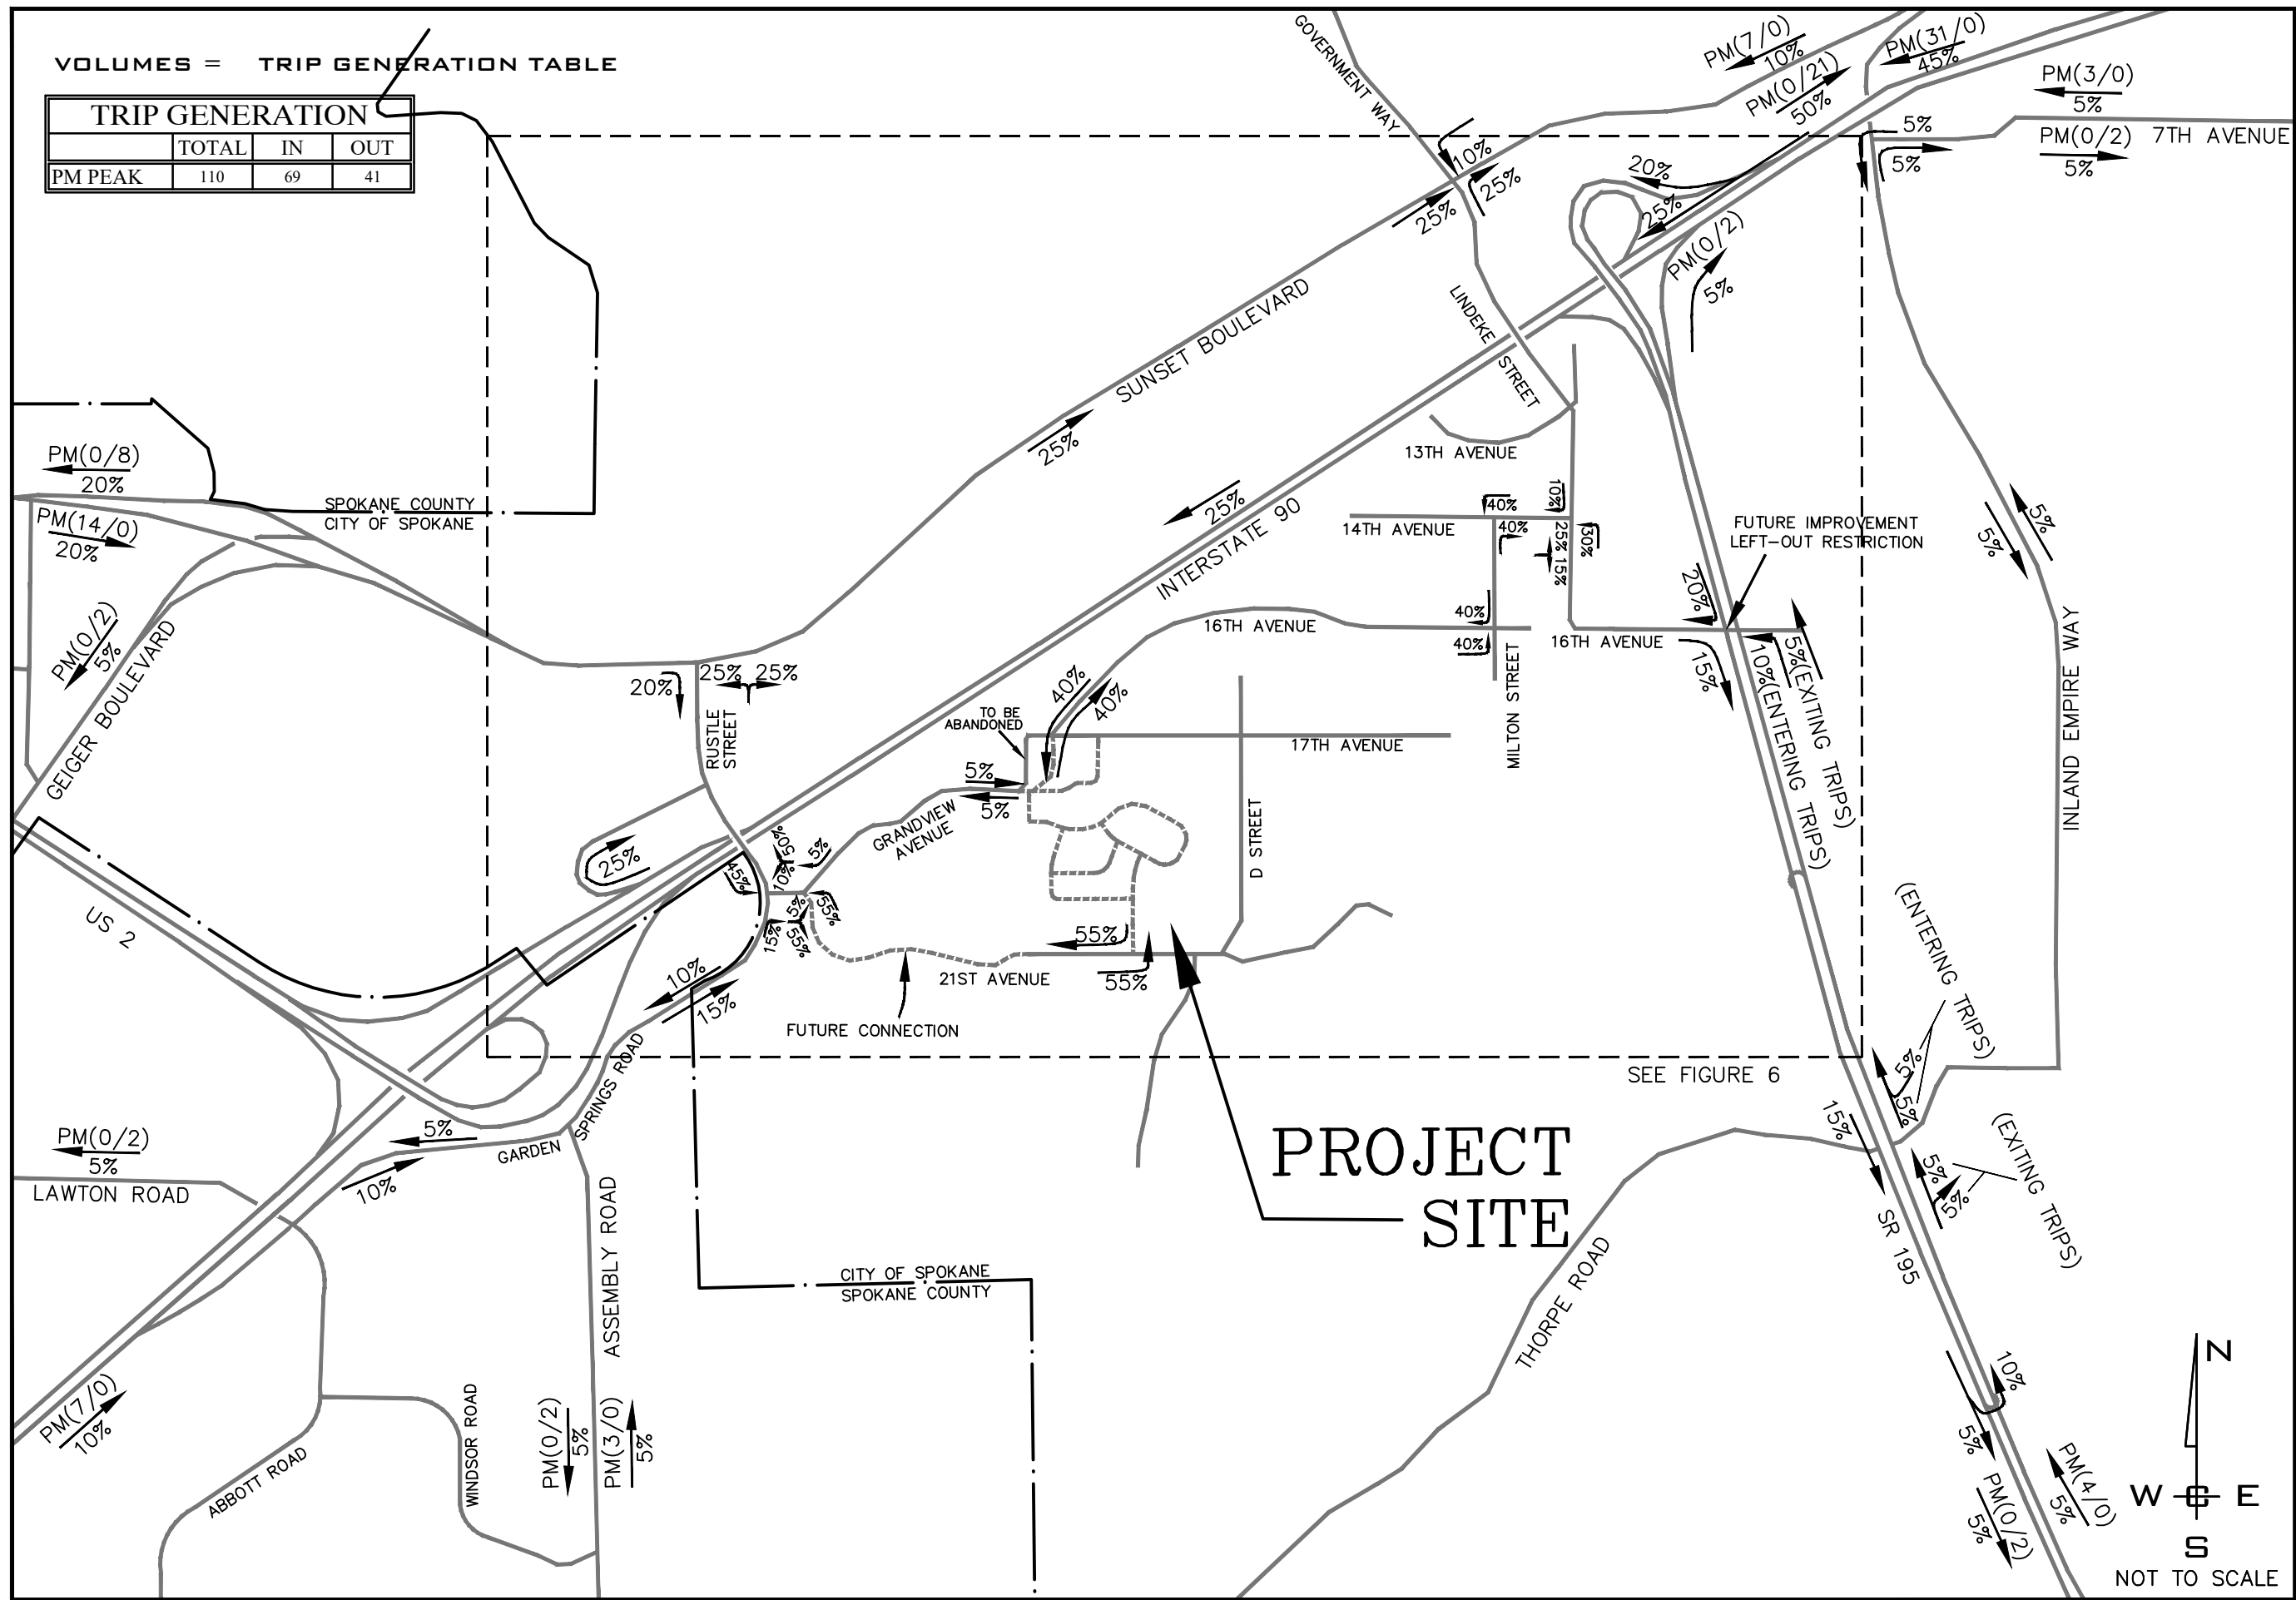 VOLUMES = TRIP GENERATION TABLE
TRIP GENERATION
TOTAL IN OUT
PM PEAK 110 69 41
GOVERNMENT WAY
PM(7/0)
10%
PM(31/0)
45%
PM(0/21)
50%
PM(3/0)
5%
PM(0/2) 7TH AVENUE
5%
5%
5%
10%
25%
25%
20%
25%
PM(0/2)
5%
SUNSET BOULEVARD
25%
LINDEKE STREET
13TH AVENUE
PM(0/8)
20%
PM(14/0)
20%
SPOKANE COUNTY
CITY OF SPOKANE
25%
INTERSTATE 90
14TH AVENUE
40%
40%
10%
25%
15%
30%
FUTURE IMPROVEMENT
LEFT-OUT RESTRICTION
5%
5%
PM(0/2)
5%
GEIGER BOULEVARD
16TH AVENUE
40%
40%
16TH AVENUE
MILTON STREET
20%
15%
5%(EXITING TRIPS)
10%(ENTERING TRIPS)
INLAND EMPIRE WAY
20%
25%
25%
RUSTLE
STREET
TO BE
ABANDONED
40%
40%
17TH AVENUE
5%
5%
GRANDVIEW
AVENUE
D STREET
25%
45%
50%
10%
5%
55%
15%
5%
55%
55%
55%
21ST AVENUE
FUTURE CONNECTION
US 2
10%
15%
SEE FIGURE 6
(ENTERING TRIPS)
5%
5%
15%
(EXITING TRIPS)
5%
5%
PM(0/2)
5%
LAWTON ROAD
5%
10%
GARDEN
SPRINGS ROAD
PROJECT
SITE
SR 195
THORPE ROAD
ASSEMBLY ROAD
CITY OF SPOKANE
SPOKANE COUNTY
PM(7/0)
10%
ABBOTT ROAD
WINDSOR ROAD
PM(0/2)
5%
PM(3/0)
5%
10%
5%
PM(0/2)
5%
PM(4/0)
5%
N
W E
S
NOT TO SCALE